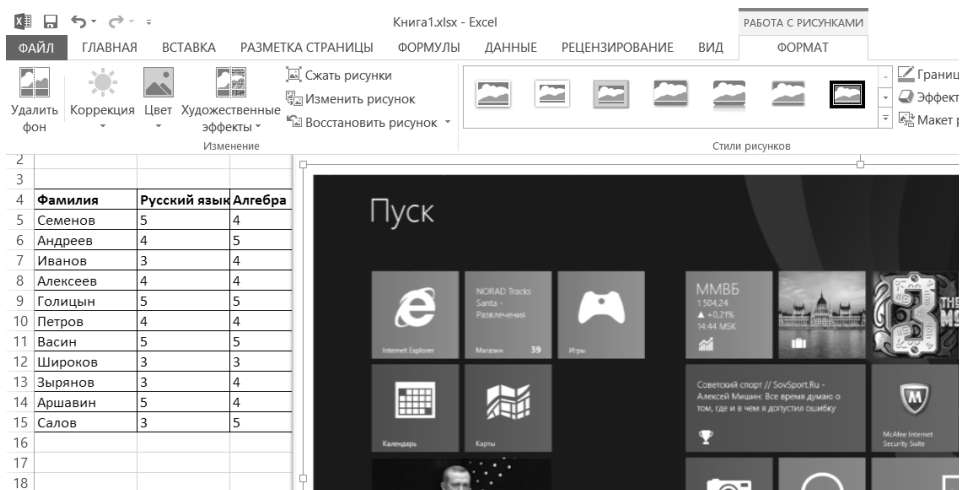 Книга1.xlsx - Excel
РАБОТА С РИСУНКАМИ
ФАЙЛ ГЛАВНАЯ ВСТАВКА РАЗМЕТКА СТРАНИЦЫ ФОРМУЛЫ ДАННЫЕ РЕЦЕНЗИРОВАНИЕ ВИД ФОРМАТ
Удалить фон
Коррекция
Цвет
Художественные эффекты
Сжать рисунки
Изменить рисунок
Восстановить рисунок
Границ
Эффект
Макет р
Изменение
Стили рисунков
2
3
4 Фамилия Русский язык Алгебра
5 Семенов 5 4
6 Андреев 4 5
7 Иванов 3 4
8 Алексеев 4 4
9 Голицын 5 5
10 Петров 4 4
11 Васин 5 5
12 Широков 3 3
13 Зырянов 3 4
14 Аршавин 5 4
15 Салов 3 5
16
17
18
Пуск
Internet Explorer
NORAD Tracks
Santa -
Развлечения
Магазин 39
Игры
ММВБ
1 504,24
▲ +0,21%
14:44 MSK
3
THE
Календарь
Карты
Советский спорт // SovSport.Ru -
Алексей Мишин: Все время думаю о
том, где и в чем я допустил ошибку
McAfee Internet
Security Suite